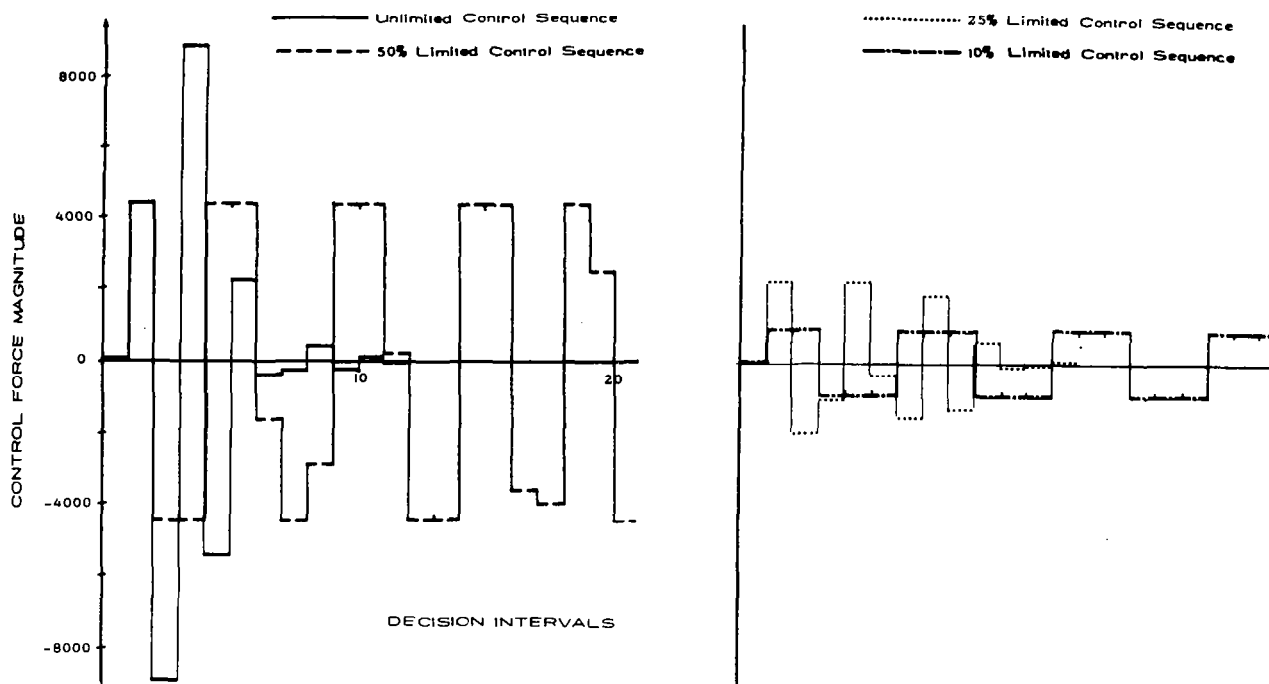 Unlimited Control Sequence
50% Limited Control Sequence
25% Limited Control Sequence
10% Limited Control Sequence
8000
4000
0
-4000
-8000
CONTROL FORCE MAGNITUDE
10
20
DECISION INTERVALS